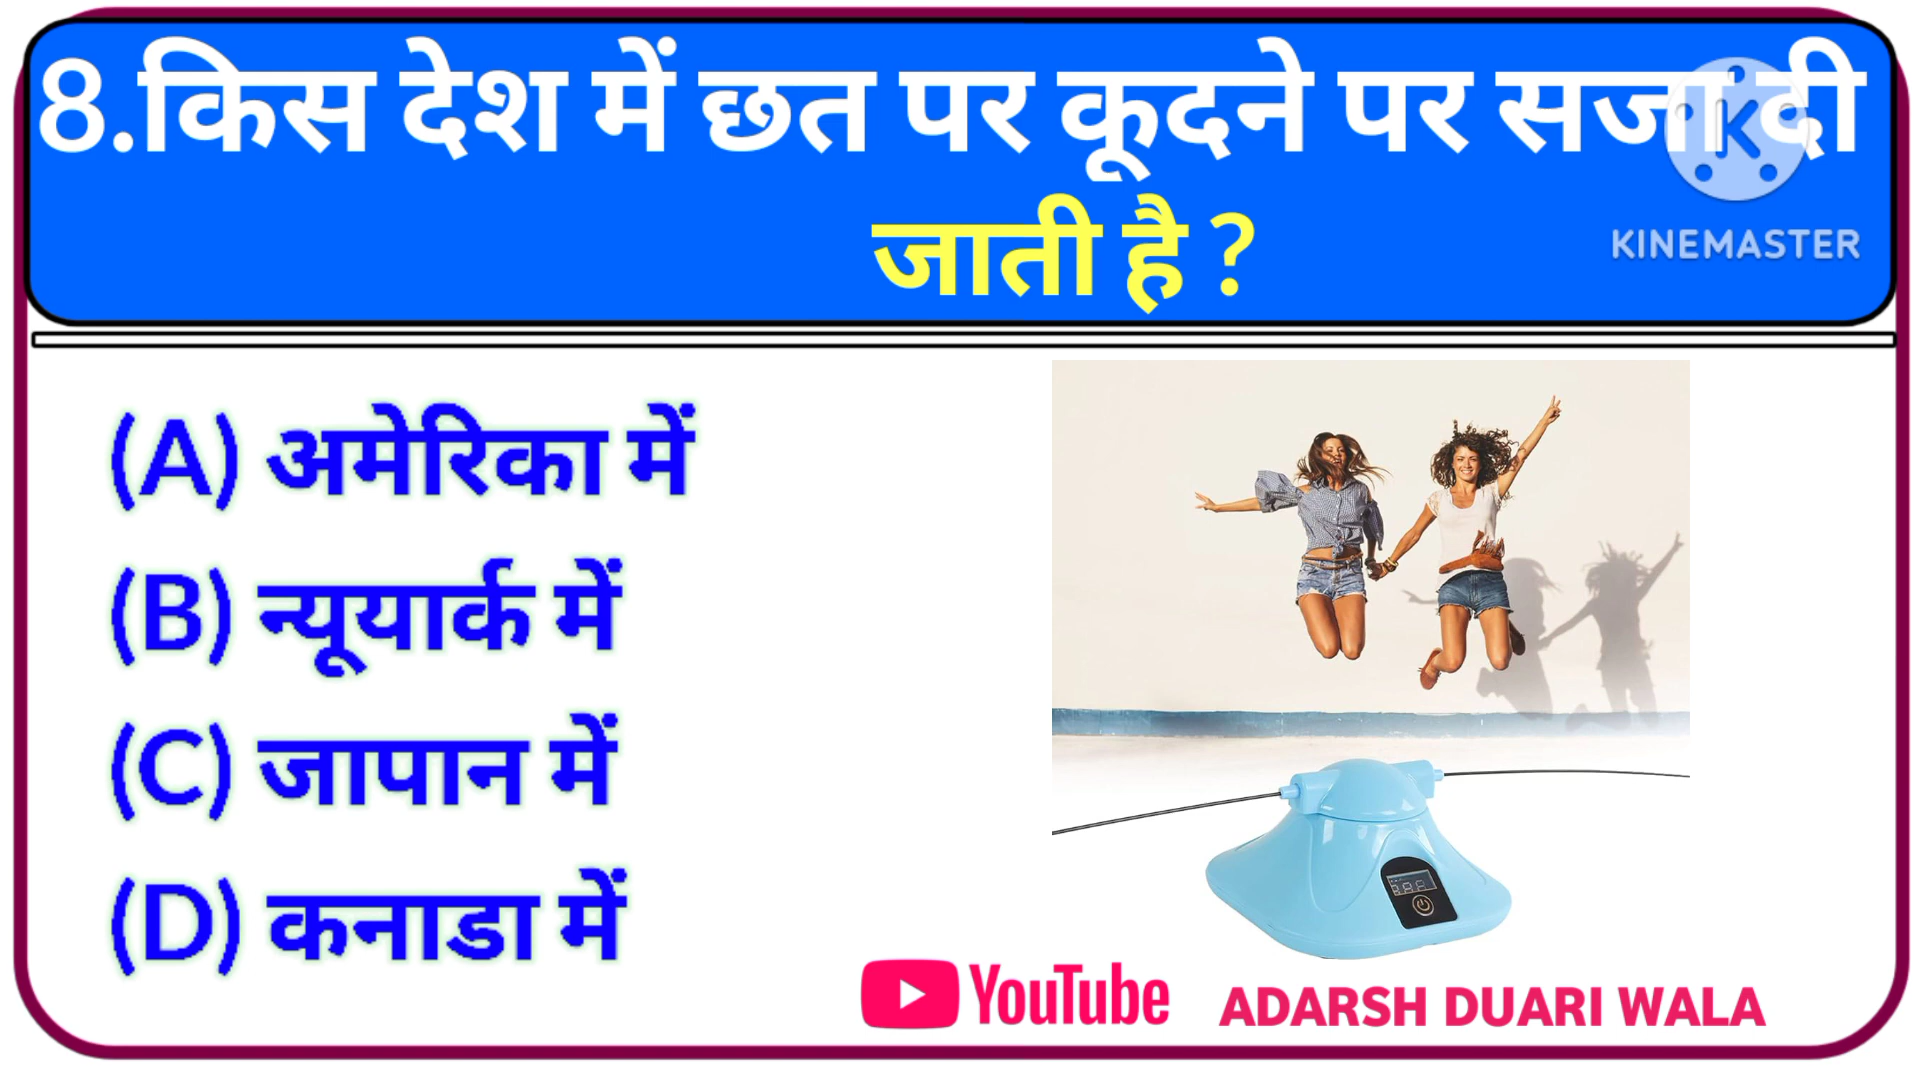 8.किस देश में छत पर कूदने पर सजा दी
जाती है ?
KINEMASTER
(A) अमेरिका में
(B) न्यूयार्क में
(C) जापान में
(D) कनाडा में
YouTube ADARSH DUARI WALA